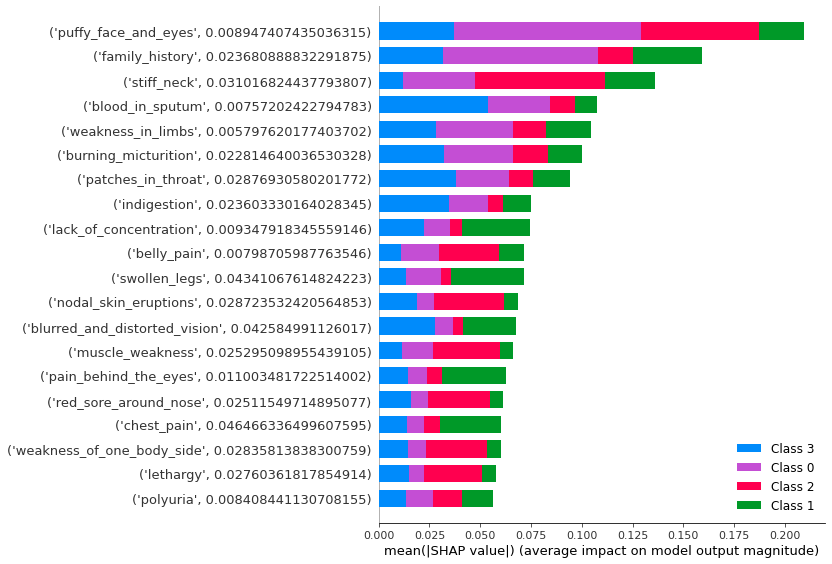 ('puffy_face_and_eyes', 0.008947407435036315)
('family_history', 0.023680888832291875)
('stiff_neck', 0.031016824437793807)
('blood_in_sputum', 0.00757202422794783)
('weakness_in_limbs', 0.005797620177403702)
('burning_micturition', 0.022814640036530328)
('patches_in_throat', 0.02876930580201772)
('indigestion', 0.023603330164028345)
('lack_of_concentration', 0.009347918345559146)
('belly_pain', 0.00798705987763546)
('swollen_legs', 0.04341067614824223)
('nodal_skin_eruptions', 0.028723532420564853)
('blurred_and_distorted_vision', 0.042584991126017)
('muscle_weakness', 0.025295098955439105)
('pain_behind_the_eyes', 0.011003481722514002)
('red_sore_around_nose', 0.02511549714895077)
('chest_pain', 0.046466336499607595)
('weakness_of_one_body_side', 0.02835813838300759)
('lethargy', 0.02760361817854914)
('polyuria', 0.008408441130708155)
Class 3
Class 0
Class 2
Class 1
0.000 0.025 0.050 0.075 0.100 0.125 0.150 0.175 0.200
mean(|SHAP value|) (average impact on model output magnitude)